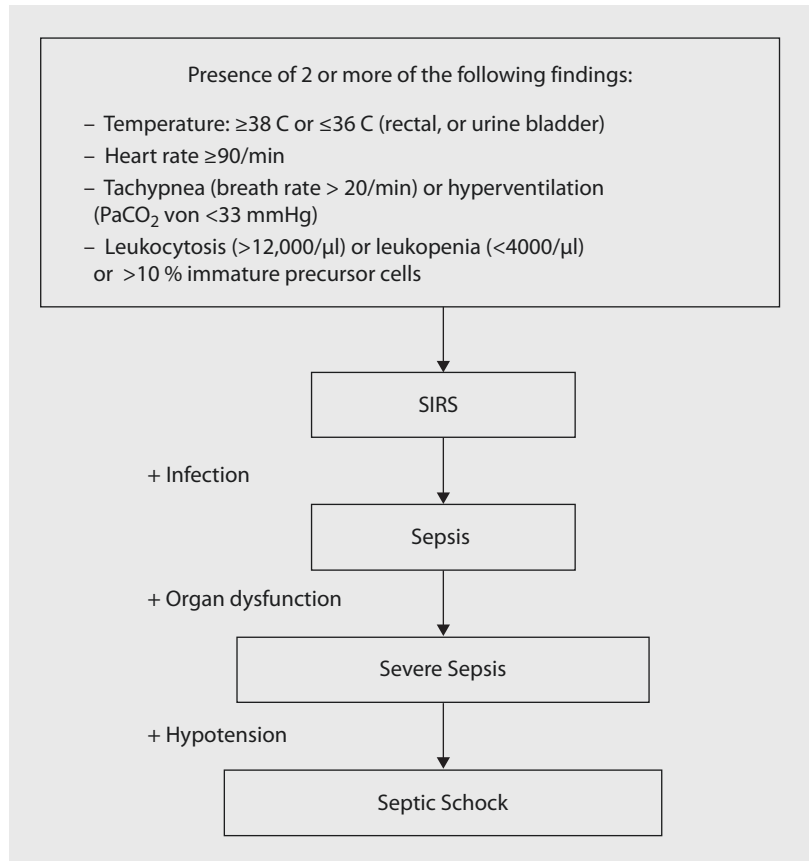 Presence of 2 or more of the following findings:
– Temperature: ≥38 C or ≤36 C (rectal, or urine bladder)
– Heart rate ≥90/min
– Tachypnea (breath rate > 20/min) or hyperventilation
(PaCO₂ von <33 mmHg)
– Leukocytosis (>12,000/µl) or leukopenia (<4000/µl)
or >10 % immature precursor cells
SIRS
+ Infection
Sepsis
+ Organ dysfunction
Severe Sepsis
+ Hypotension
Septic Schock